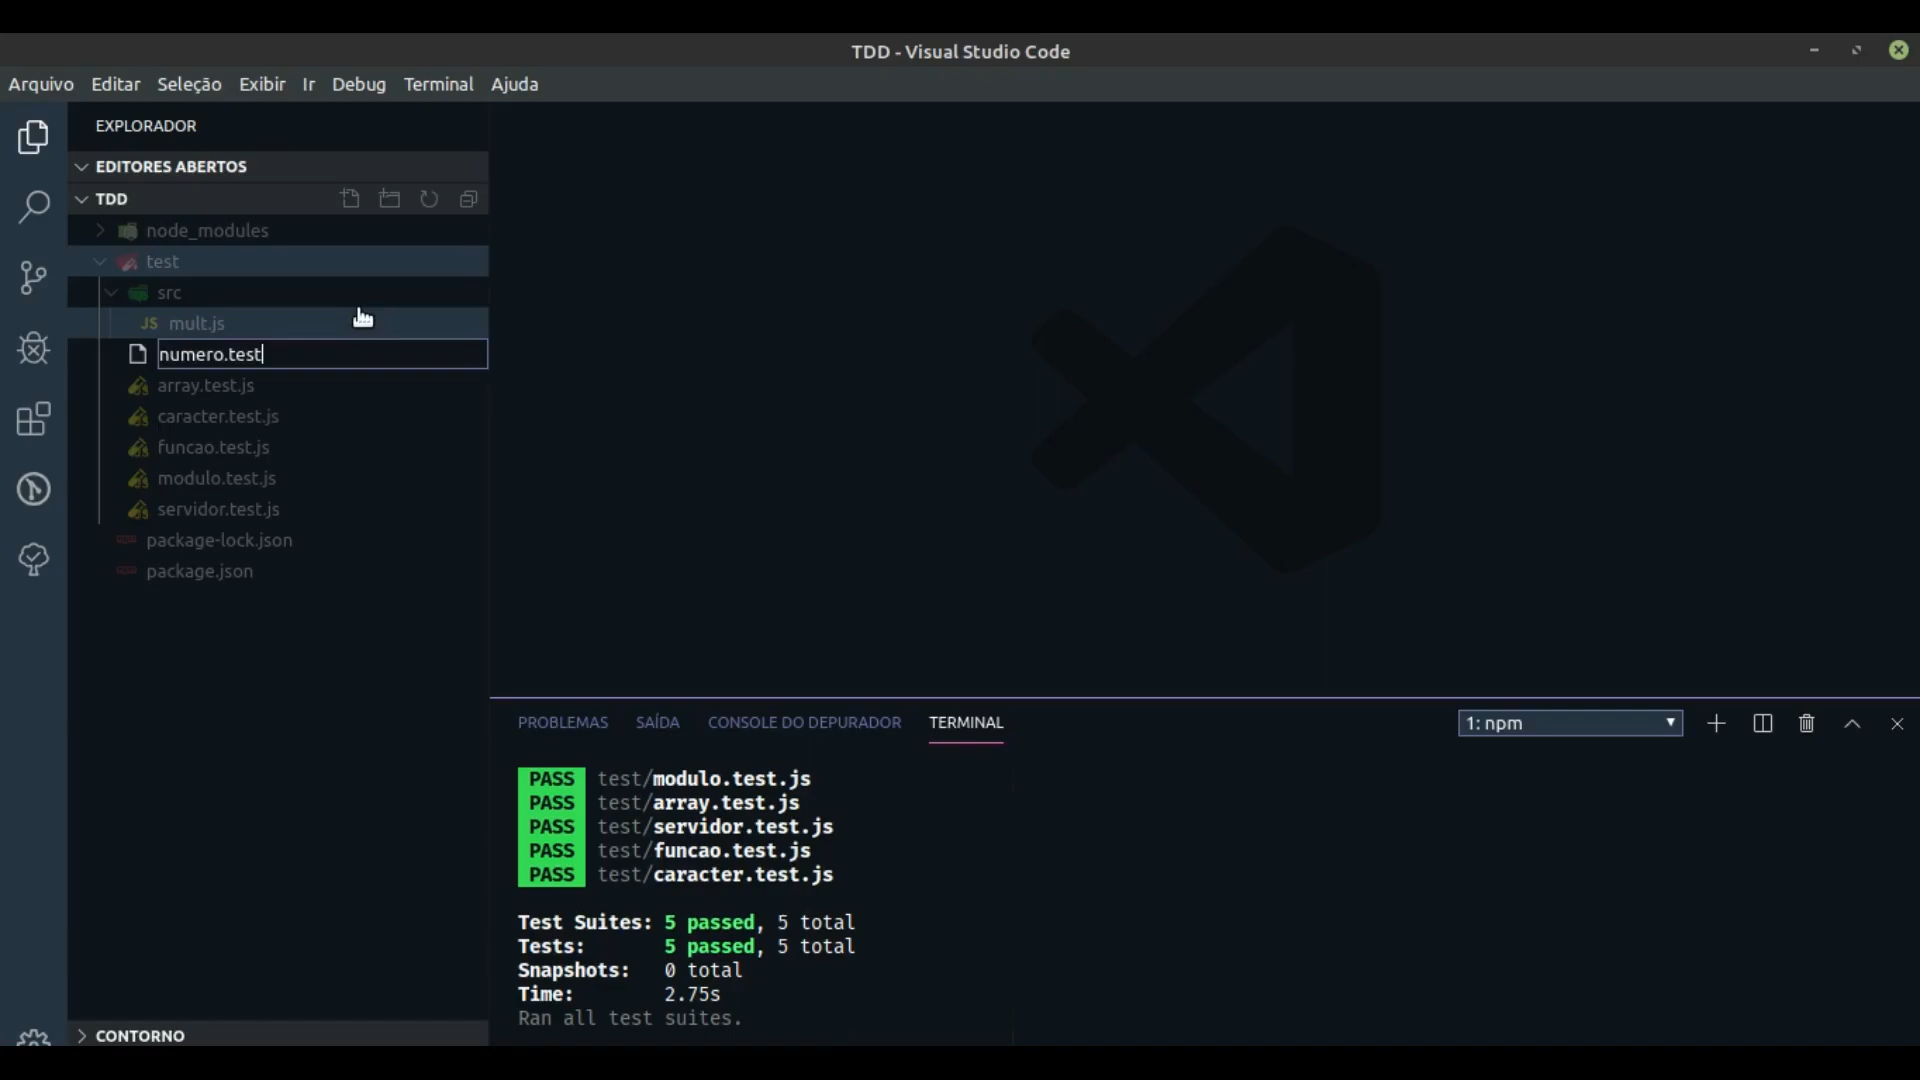 TDD - Visual Studio Code
Arquivo Editar Seleção Exibir Ir Debug Terminal Ajuda
EXPLORADOR
EDITORES ABERTOS
TDD
node_modules
test
src
JS mult.js
numero.test
array.test.js
caracter.test.js
funcao.test.js
modulo.test.js
servidor.test.js
package-lock.json
package.json
CONTORNO
PROBLEMAS SAÍDA CONSOLE DO DEPURADOR TERMINAL 1: npm
PASS test/modulo.test.js
PASS test/array.test.js
PASS test/servidor.test.js
PASS test/funcao.test.js
PASS test/caracter.test.js
Test Suites: 5 passed, 5 total
Tests: 5 passed, 5 total
Snapshots: 0 total
Time: 2.75s
Ran all test suites.